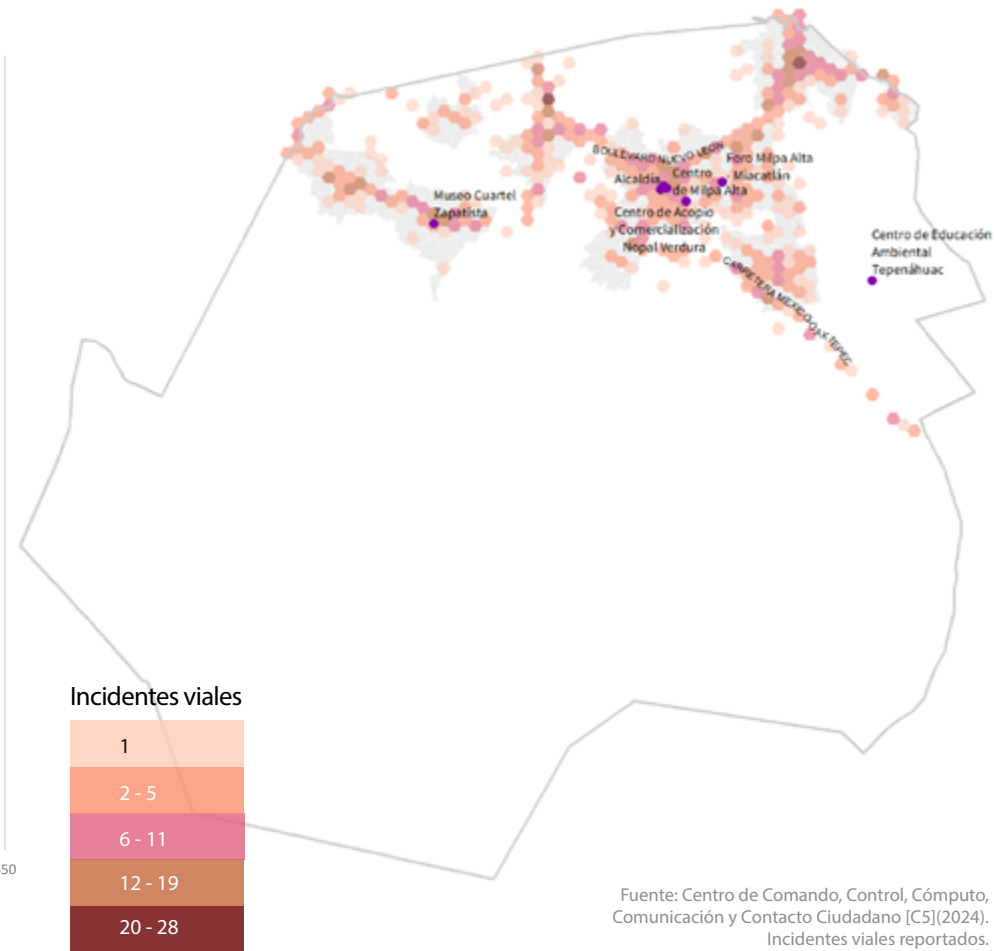 BOULEVARD NUEVO LEÓN
Foro Milpa Alta
- Miacatlán
Alcaldía
Centro
de Milpa Alta
Museo Cuartel
Zapatista
Centro de Acopio
y Comercialización
Nopal Verdura
Centro de Educación
Ambiental
Tepenáhuac
CARRETERA MEXICO-OAXTEPEC
Incidentes viales
1
2 - 5
6 - 11
12 - 19
20 - 28
50
Fuente: Centro de Comando, Control, Cómputo,
Comunicación y Contacto Ciudadano [C5](2024).
Incidentes viales reportados.